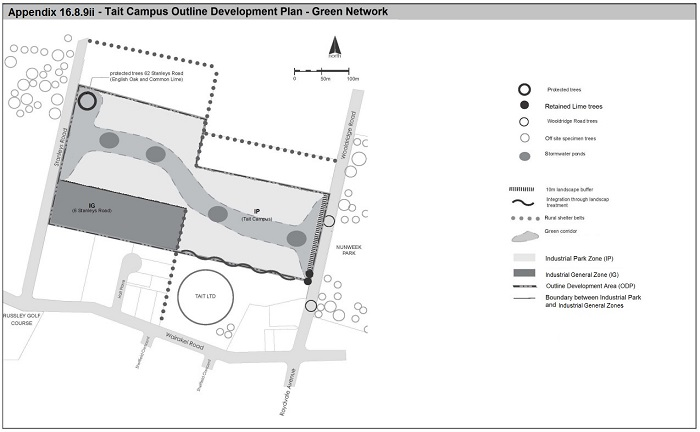 Appendix 16.8.9ii - Tait Campus Outline Development Plan - Green Network
north
0 50m 100m
protected trees 62 Stanleys Road
(English Oak and Common Lime)
Stanleys Road
Wooldridge Road
IG
(6 Stanleys Road)
IP
(Tait Campus)
NUNWEEK
PARK
TAIT LTD
RUSSLEY GOLF
COURSE
Wairakei Road
Roydvale Avenue
Protected trees
Retained Lime trees
Wooldridge Road trees
Off site specimen trees
Stormwater ponds
10m landscape buffer
Integration through landscap
treatment
Rural shelter belts
Green corridor
Industrial Park Zone (IP)
Industrial General Zone (IG)
Outline Development Area (ODP)
Boundary between Industrial Park
and Industrial General Zones